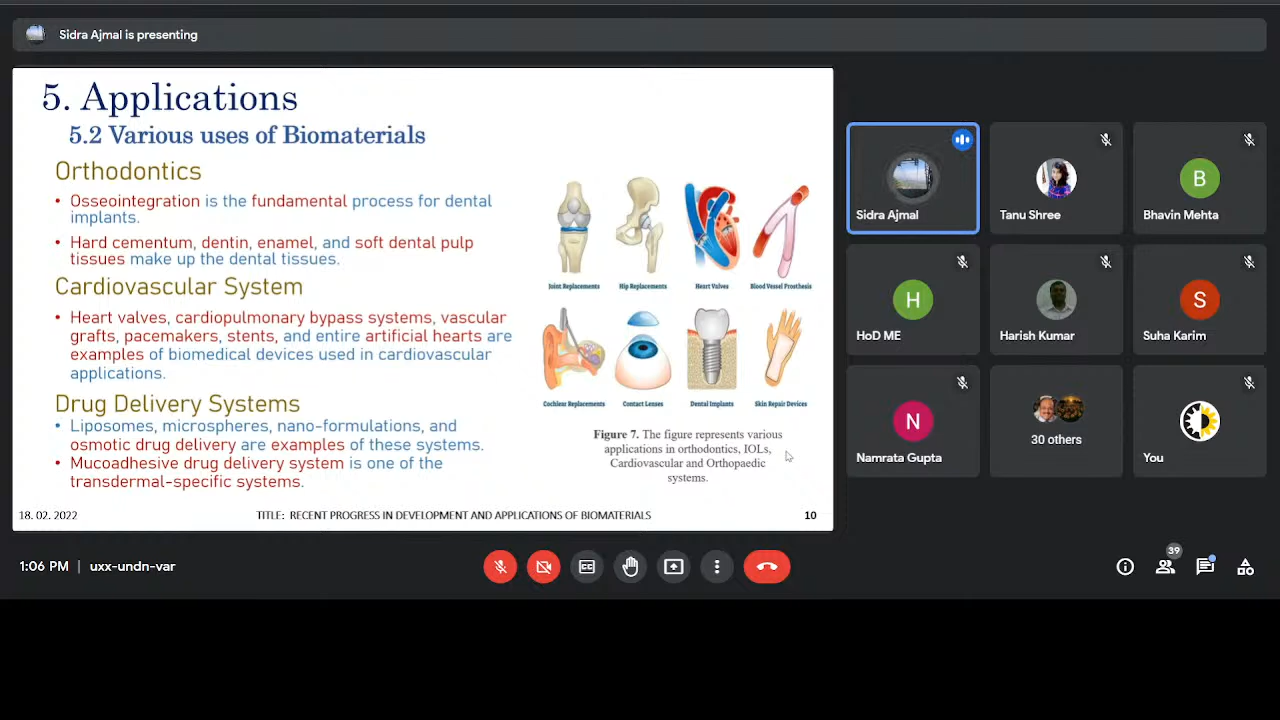 Sidra Ajmal is presenting
5. Applications
5.2 Various uses of Biomaterials
Orthodontics
• Osseointegration is the fundamental process for dental
implants.
• Hard cementum, dentin, enamel, and soft dental pulp
tissues make up the dental tissues.
Cardiovascular System
• Heart valves, cardiopulmonary bypass systems, vascular
grafts, pacemakers, stents, and entire artificial hearts are
examples of biomedical devices used in cardiovascular
applications.
Drug Delivery Systems
• Liposomes, microspheres, nano-formulations, and
osmotic drug delivery are examples of these systems.
• Mucoadhesive drug delivery system is one of the
transdermal-specific systems.
Joint Replacements Hip Replacements Heart Valves Blood Vessel Prosthesis
Cochlear Replacements Contact Lenses Dental Implants Skin Repair Devices
Figure 7. The figure represents various
applications in orthodontics, IOLs,
Cardiovascular and Orthopaedic
systems.
18. 02. 2022 TITLE: RECENT PROGRESS IN DEVELOPMENT AND APPLICATIONS OF BIOMATERIALS 10
Sidra Ajmal
Tanu Shree
B
Bhavin Mehta
H
HoD ME
Harish Kumar
S
Suha Karim
N
Namrata Gupta
30 others
You
1:06 PM | uxx-undn-var
39